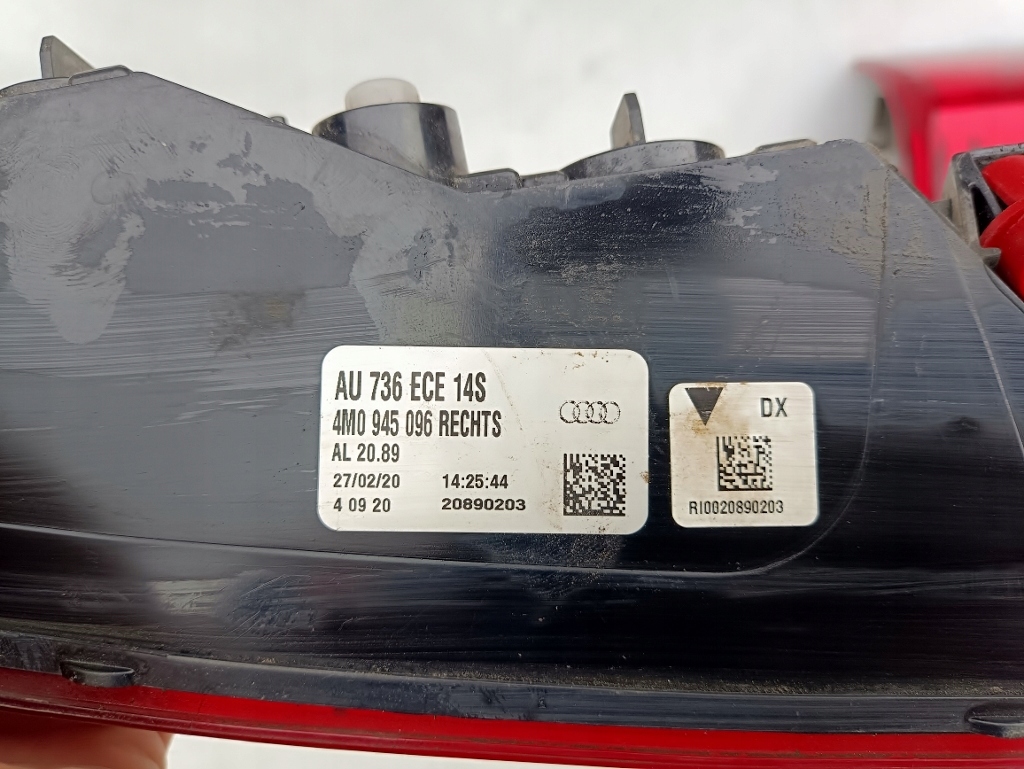 AU 736 ECE 14S
4M0 945 096 RECHTS
AL 20.89
27/02/20 14:25:44
4 09 20 20890203
DX
RI0020890203